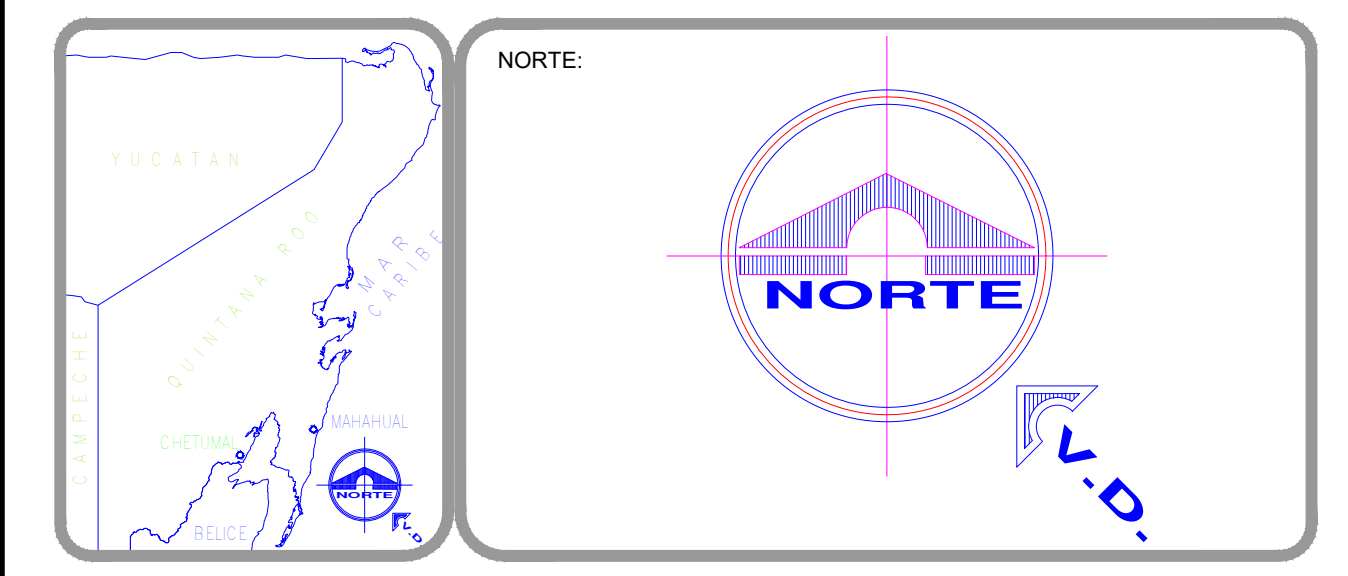 YUCATAN
QUINTANA ROO
MAR
CARIBE
CAMPECHE
MAHAHUAL
CHETUMAL
NORTE
V.D.
BELICE
NORTE:
NORTE
V.D.